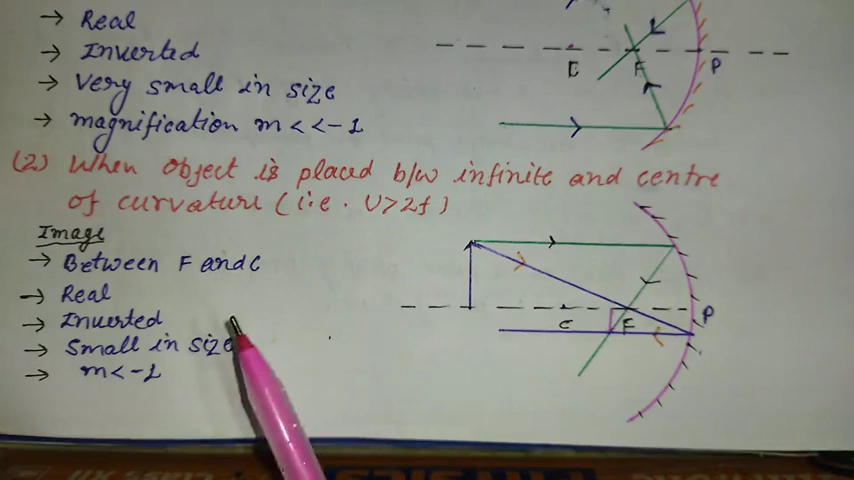 → Real
→ Inverted
→ Very small in size
→ magnification m<<-1
C F P
(2) When object is placed b/w infinite and centre
of curvature (i.e. U>2f)
Image
→ Between F and C
→ Real
→ Inverted
→ Small in size
→ m<-1
C F P